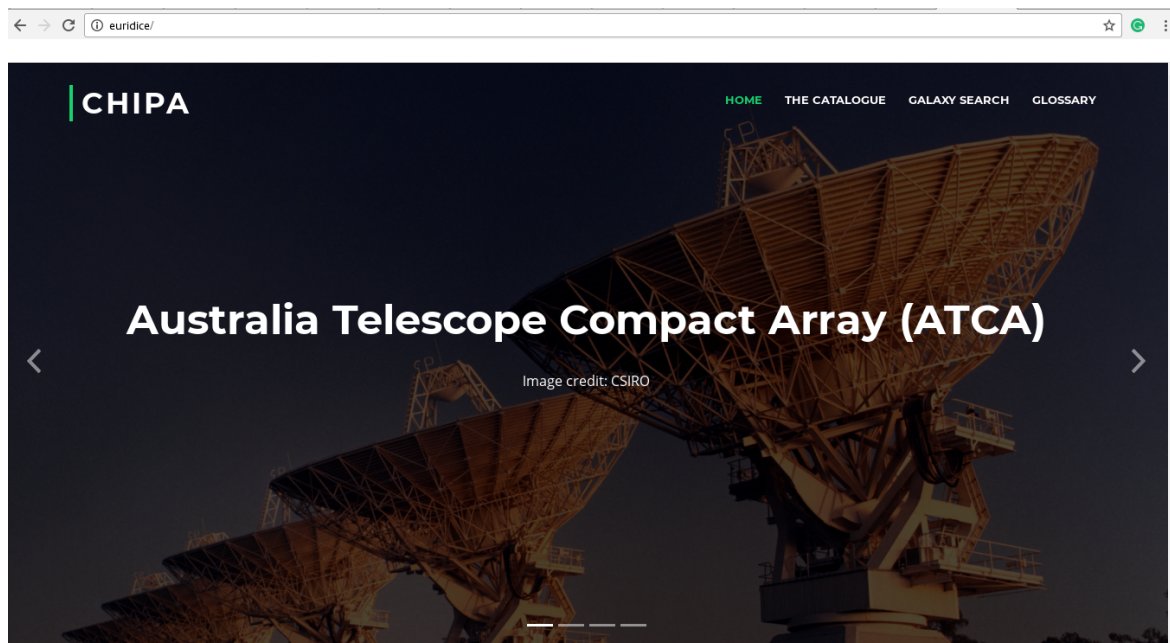 euridice/
CHIPA
HOME THE CATALOGUE GALAXY SEARCH GLOSSARY
Australia Telescope Compact Array (ATCA)
Image credit: CSIRO